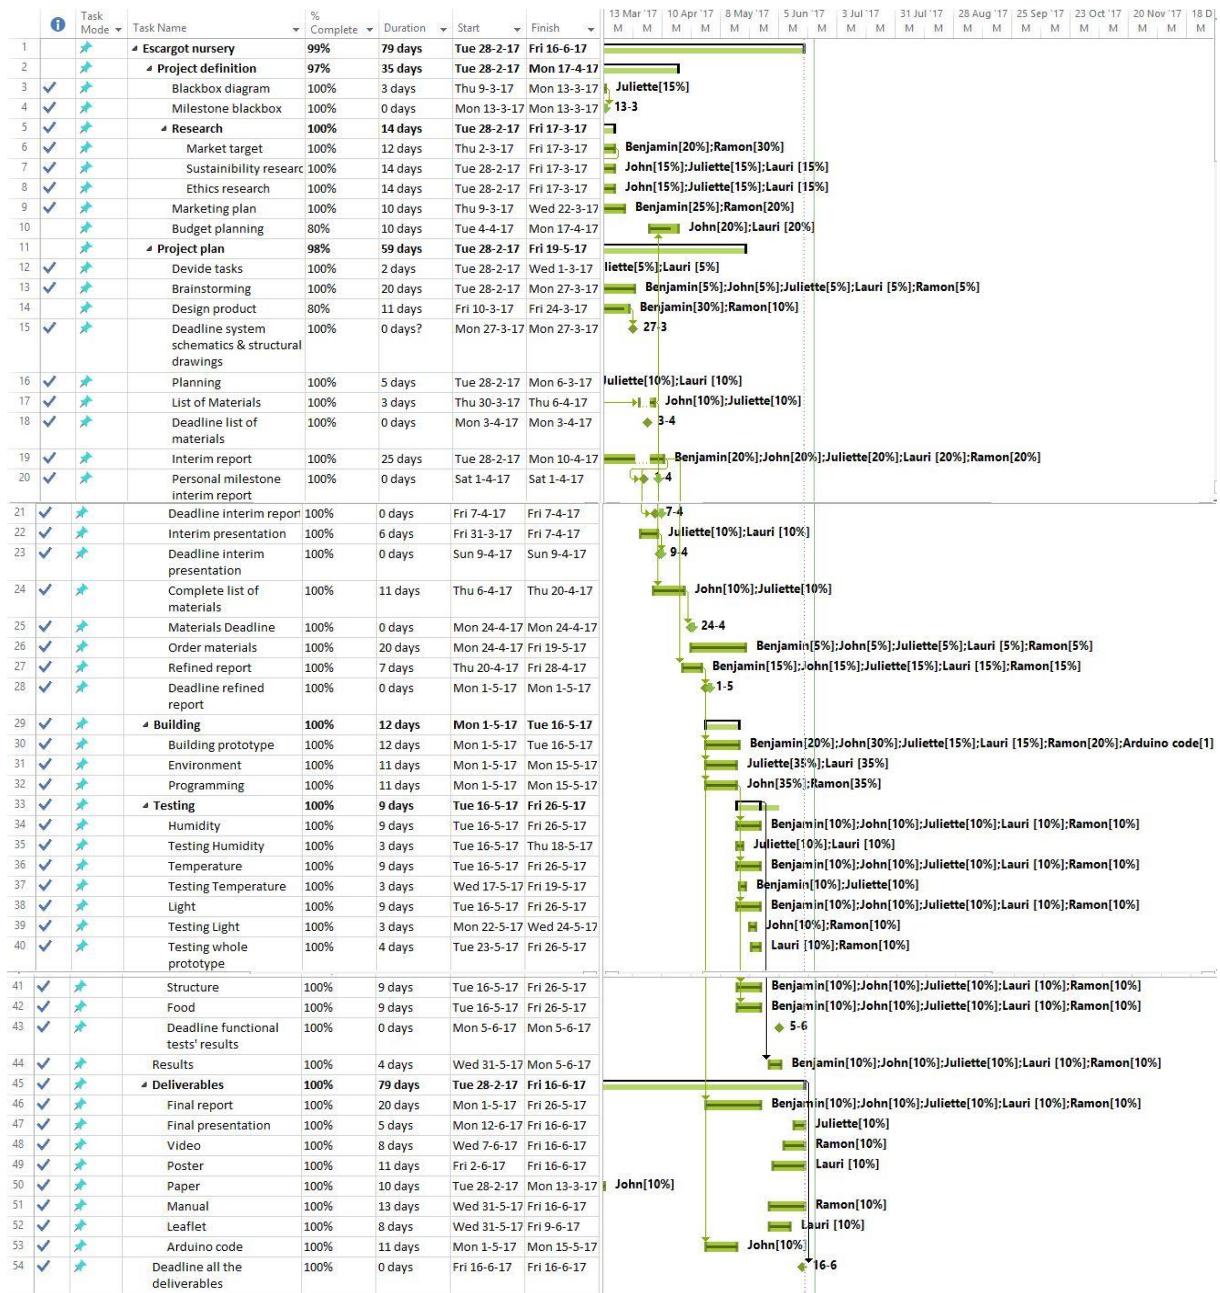 Task Mode Task Name % Complete Duration Start Finish 13 Mar '17 10 Apr '17 8 May '17 5 Jun '17 3 Jul '17 31 Jul '17 28 Aug '17 25 Sep '17 23 Oct '17 20 Nov '17 18 D
M M M M M M M M M M M M M M M M M M M M M
1 Escargot nursery 99% 79 days Tue 28-2-17 Fri 16-6-17
2 Project definition 97% 35 days Tue 28-2-17 Mon 17-4-17
3 Blackbox diagram 100% 3 days Thu 9-3-17 Mon 13-3-17 Juliette[15%]
4 Milestone blackbox 100% 0 days Mon 13-3-17 Mon 13-3-17 13-3
5 Research 100% 14 days Tue 28-2-17 Fri 17-3-17
6 Market target 100% 12 days Thu 2-3-17 Fri 17-3-17 Benjamin[20%];Ramon[30%]
7 Sustainibility researc 100% 14 days Tue 28-2-17 Fri 17-3-17 John[15%];Juliette[15%];Lauri [15%]
8 Ethics research 100% 14 days Tue 28-2-17 Fri 17-3-17 John[15%];Juliette[15%];Lauri [15%]
9 Marketing plan 100% 10 days Thu 9-3-17 Wed 22-3-17 Benjamin[25%];Ramon[20%]
10 Budget planning 80% 10 days Tue 4-4-17 Mon 17-4-17 John[20%];Lauri [20%]
11 Project plan 98% 59 days Tue 28-2-17 Fri 19-5-17
12 Devide tasks 100% 2 days Tue 28-2-17 Wed 1-3-17 liette[5%];Lauri [5%]
13 Brainstorming 100% 20 days Tue 28-2-17 Mon 27-3-17 Benjamin[5%];John[5%];Juliette[5%];Lauri [5%];Ramon[5%]
14 Design product 80% 11 days Fri 10-3-17 Fri 24-3-17 Benjamin[30%];Ramon[10%]
15 Deadline system 100% 0 days? Mon 27-3-17 Mon 27-3-17 27-3
schematics & structural
drawings
16 Planning 100% 5 days Tue 28-2-17 Mon 6-3-17 Juliette[10%];Lauri [10%]
17 List of Materials 100% 3 days Thu 30-3-17 Thu 6-4-17 John[10%];Juliette[10%]
18 Deadline list of 100% 0 days Mon 3-4-17 Mon 3-4-17 3-4
materials
19 Interim report 100% 25 days Tue 28-2-17 Mon 10-4-17 Benjamin[20%];John[20%];Juliette[20%];Lauri [20%];Ramon[20%]
20 Personal milestone 100% 0 days Sat 1-4-17 Sat 1-4-17 4
interim report
21 Deadline interim report 100% 0 days Fri 7-4-17 Fri 7-4-17 7-4
22 Interim presentation 100% 6 days Fri 31-3-17 Fri 7-4-17 Juliette[10%];Lauri [10%]
23 Deadline interim 100% 0 days Sun 9-4-17 Sun 9-4-17 9-4
presentation
24 Complete list of 100% 11 days Thu 6-4-17 Thu 20-4-17 John[10%];Juliette[10%]
materials
25 Materials Deadline 100% 0 days Mon 24-4-17 Mon 24-4-17 24-4
26 Order materials 100% 20 days Mon 24-4-17 Fri 19-5-17 Benjamin[5%];John[5%];Juliette[5%];Lauri [5%];Ramon[5%]
27 Refined report 100% 7 days Thu 20-4-17 Fri 28-4-17 Benjamin[15%];John[15%];Juliette[15%];Lauri [15%];Ramon[15%]
28 Deadline refined 100% 0 days Mon 1-5-17 Mon 1-5-17 1-5
report
29 Building 100% 12 days Mon 1-5-17 Tue 16-5-17
30 Building prototype 100% 12 days Mon 1-5-17 Tue 16-5-17 Benjamin[20%];John[30%];Juliette[15%];Lauri [15%];Ramon[20%];Arduino code[1]
31 Environment 100% 11 days Mon 1-5-17 Mon 15-5-17 Juliette[35%];Lauri [35%]
32 Programming 100% 11 days Mon 1-5-17 Mon 15-5-17 John[35%];Ramon[35%]
33 Testing 100% 9 days Tue 16-5-17 Fri 26-5-17
34 Humidity 100% 9 days Tue 16-5-17 Fri 26-5-17 Benjamin[10%];John[10%];Juliette[10%];Lauri [10%];Ramon[10%]
35 Testing Humidity 100% 3 days Tue 16-5-17 Thu 18-5-17 Juliette[10%];Lauri [10%]
36 Temperature 100% 9 days Tue 16-5-17 Fri 26-5-17 Benjamin[10%];John[10%];Juliette[10%];Lauri [10%];Ramon[10%]
37 Testing Temperature 100% 3 days Wed 17-5-17 Fri 19-5-17 Benjamin[10%];Juliette[10%]
38 Light 100% 9 days Tue 16-5-17 Fri 26-5-17 Benjamin[10%];John[10%];Juliette[10%];Lauri [10%];Ramon[10%]
39 Testing Light 100% 3 days Mon 22-5-17 Wed 24-5-17 John[10%];Ramon[10%]
40 Testing whole 100% 4 days Tue 23-5-17 Fri 26-5-17 Lauri [10%];Ramon[10%]
prototype
41 Structure 100% 9 days Tue 16-5-17 Fri 26-5-17 Benjamin[10%];John[10%];Juliette[10%];Lauri [10%];Ramon[10%]
42 Food 100% 9 days Tue 16-5-17 Fri 26-5-17 Benjamin[10%];John[10%];Juliette[10%];Lauri [10%];Ramon[10%]
43 Deadline functional 100% 0 days Mon 5-6-17 Mon 5-6-17 5-6
tests' results
44 Results 100% 4 days Wed 31-5-17 Mon 5-6-17 Benjamin[10%];John[10%];Juliette[10%];Lauri [10%];Ramon[10%]
45 Deliverables 100% 79 days Tue 28-2-17 Fri 16-6-17
46 Final report 100% 20 days Mon 1-5-17 Fri 26-5-17 Benjamin[10%];John[10%];Juliette[10%];Lauri [10%];Ramon[10%]
47 Final presentation 100% 5 days Mon 12-6-17 Fri 16-6-17 Juliette[10%]
48 Video 100% 8 days Wed 7-6-17 Fri 16-6-17 Ramon[10%]
49 Poster 100% 11 days Fri 2-6-17 Fri 16-6-17 Lauri [10%]
50 Paper 100% 10 days Tue 28-2-17 Mon 13-3-17 John[10%]
51 Manual 100% 13 days Wed 31-5-17 Fri 16-6-17 Ramon[10%]
52 Leaflet 100% 8 days Wed 31-5-17 Fri 9-6-17 Lauri [10%]
53 Arduino code 100% 11 days Mon 1-5-17 Mon 15-5-17 John[10%]
54 Deadline all the 100% 0 days Fri 16-6-17 Fri 16-6-17 16-6
deliverables